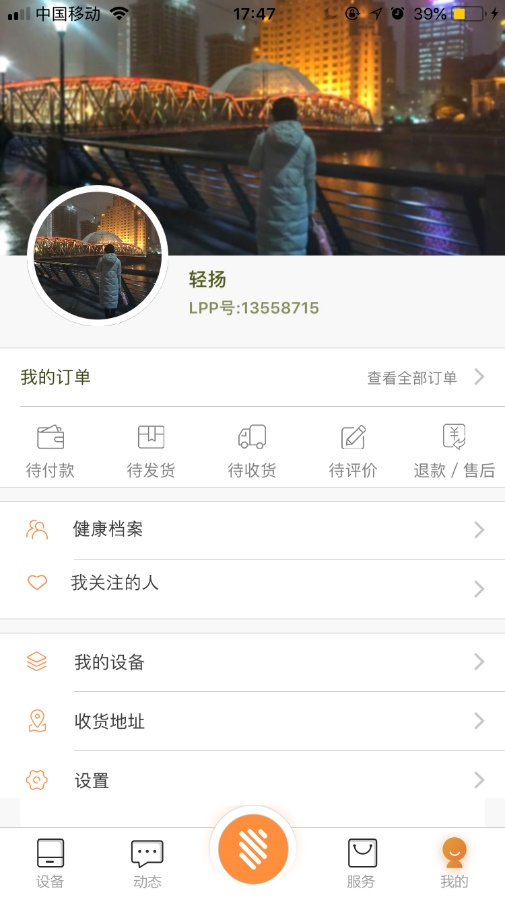 中国移动 17:47 39%
轻扬
LPP号:13558715
我的订单 查看全部订单
待付款 待发货 待收货 待评价 退款 / 售后
健康档案
我关注的人
我的设备
收货地址
设置
设备 动态 服务 我的